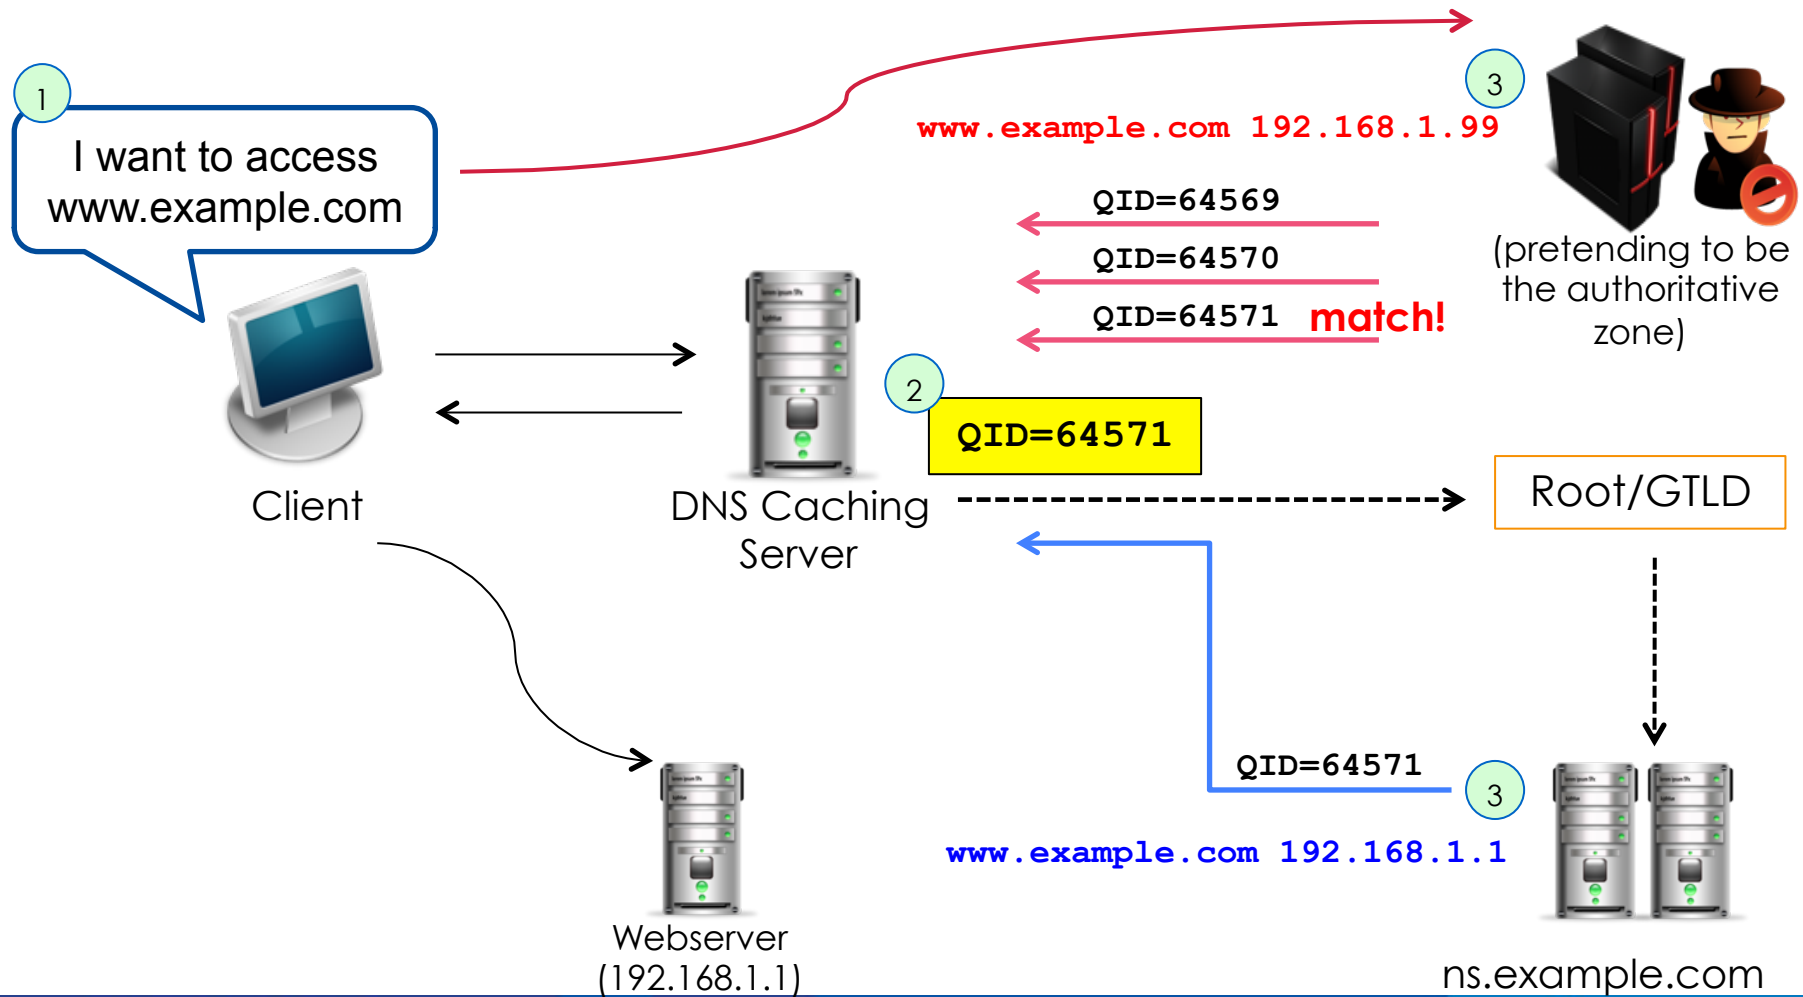 1
I want to access
www.example.com
3
www.example.com 192.168.1.99
QID=64569
QID=64570
QID=64571 match!
(pretending to be
the authoritative
zone)
2
QID=64571
Client
DNS Caching
Server
Root/GTLD
QID=64571
3
www.example.com 192.168.1.1
Webserver
(192.168.1.1)
ns.example.com